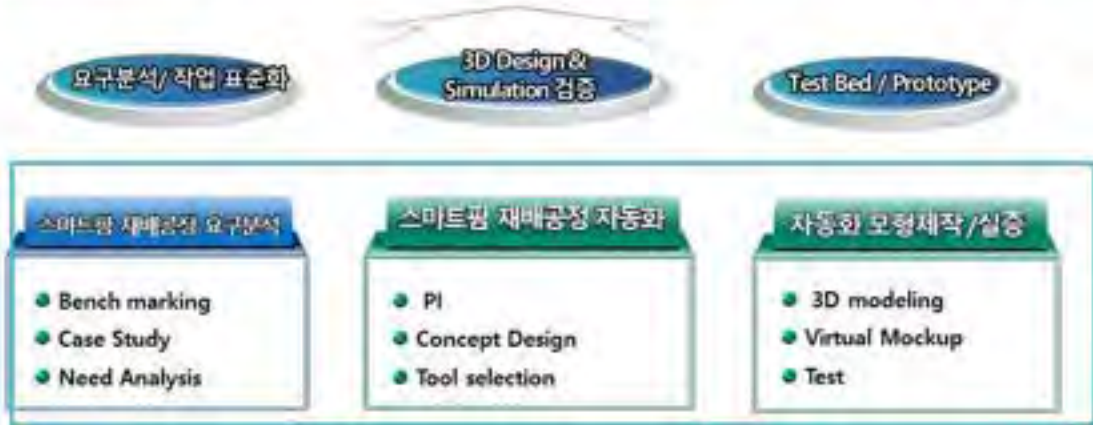 요구분석/ 작업 표준화
3D Design &
Simulation 검증
Test Bed / Prototype
스마트팜 재배공정 요구분석
Bench marking
Case Study
Need Analysis
스마트팜 재배공정 자동화
PI
Concept Design
Tool selection
자동화 모형제작/실증
3D modeling
Virtual Mockup
Test